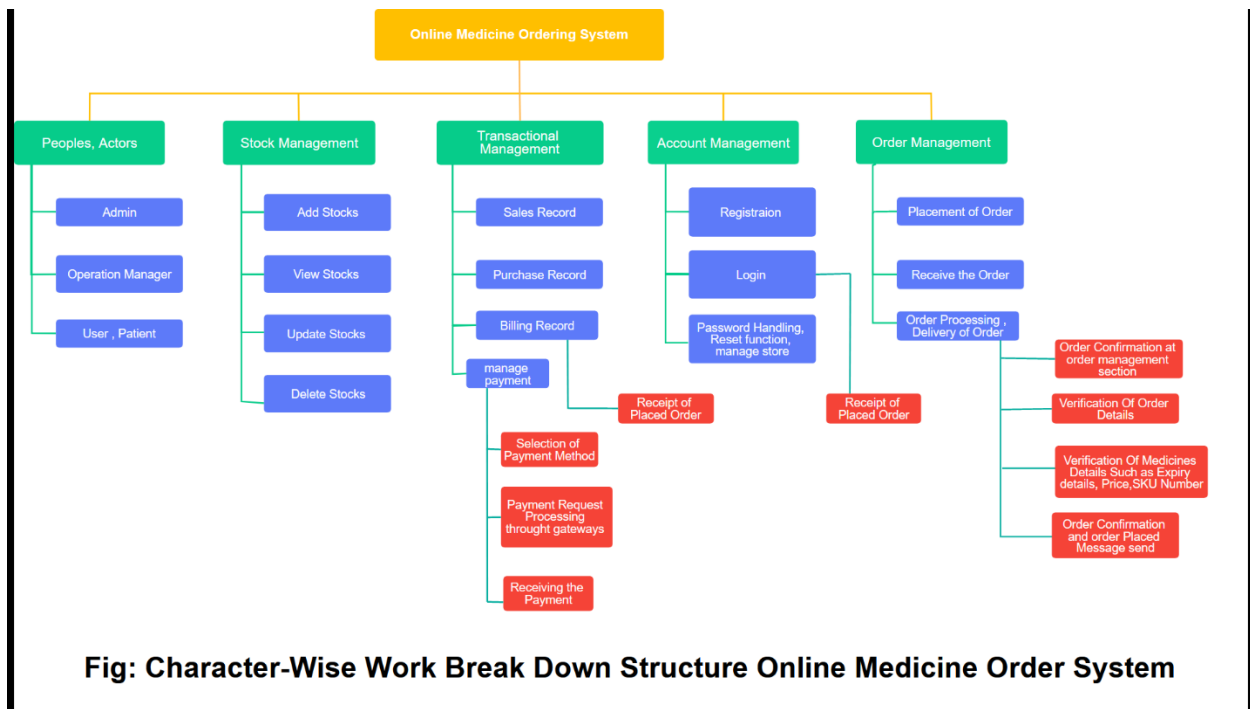 Online Medicine Ordering System
Peoples, Actors
Stock Management
Transactional
Management
Account Management
Order Management
Admin
Operation Manager
User , Patient
Add Stocks
View Stocks
Update Stocks
Delete Stocks
Sales Record
Purchase Record
Billing Record
manage
payment
Receipt of
Placed Order
Selection of
Payment Method
Payment Request
Processing
throught gateways
Receiving the
Payment
Registraion
Login
Password Handling,
Reset function,
manage store
Receipt of
Placed Order
Placement of Order
Receive the Order
Order Processing ,
Delivery of Order
Order Confirmation at
order management
section
Verification Of Order
Details
Verification Of Medicines
Details Such as Expiry
details, Price,SKU Number
Order Confirmation
and order Placed
Message send
Fig: Character-Wise Work Break Down Structure Online Medicine Order System